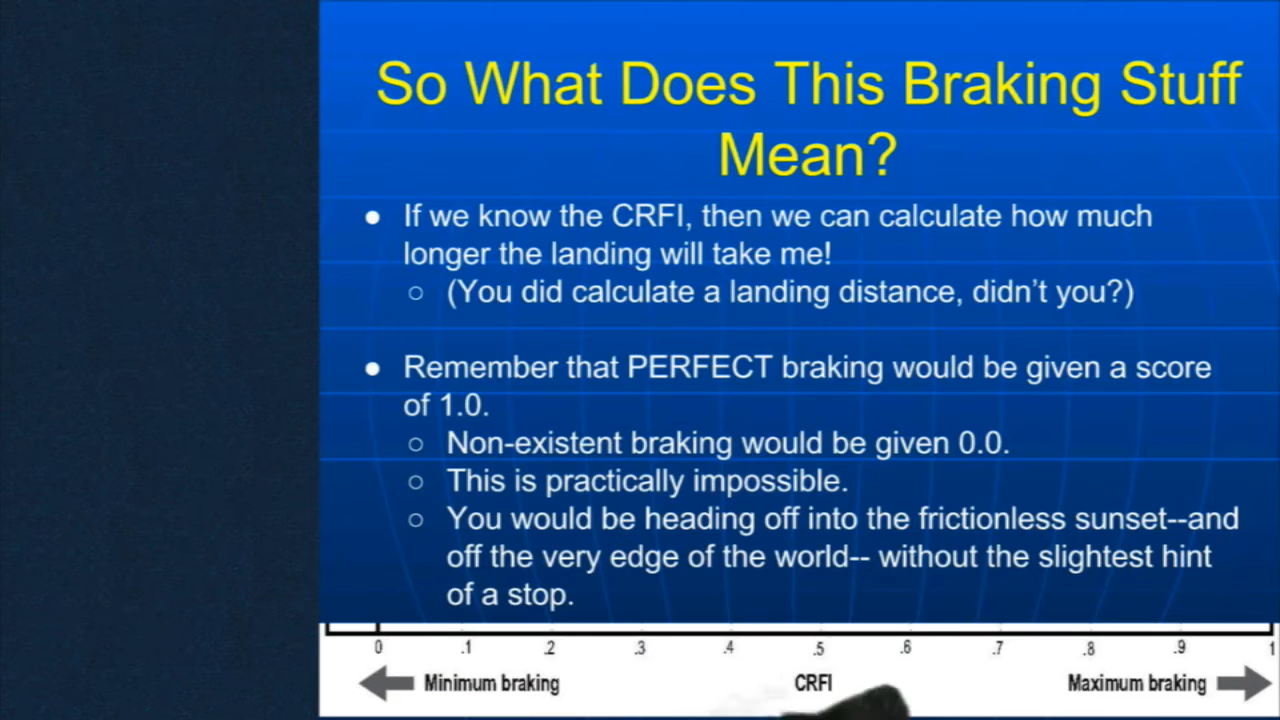 So What Does This Braking Stuff
Mean?
● If we know the CRFI, then we can calculate how much
longer the landing will take me!
○ (You did calculate a landing distance, didn't you?)
● Remember that PERFECT braking would be given a score
of 1.0.
○ Non-existent braking would be given 0.0.
○ This is practically impossible.
○ You would be heading off into the frictionless sunset--and
off the very edge of the world-- without the slightest hint
of a stop.
0 .1 .2 .3 .4 .5 .6 .7 .8 .9 1
Minimum braking CRFI Maximum braking